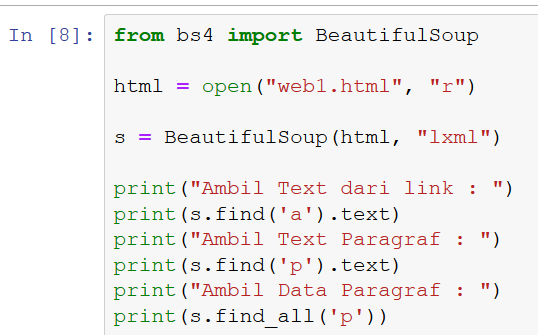 In [8]: from bs4 import BeautifulSoup
html = open("web1.html", "r")
s = BeautifulSoup(html, "lxml")
print("Ambil Text dari link : ")
print(s.find('a').text)
print("Ambil Text Paragraf : ")
print(s.find('p').text)
print("Ambil Data Paragraf : ")
print(s.find_all('p'))